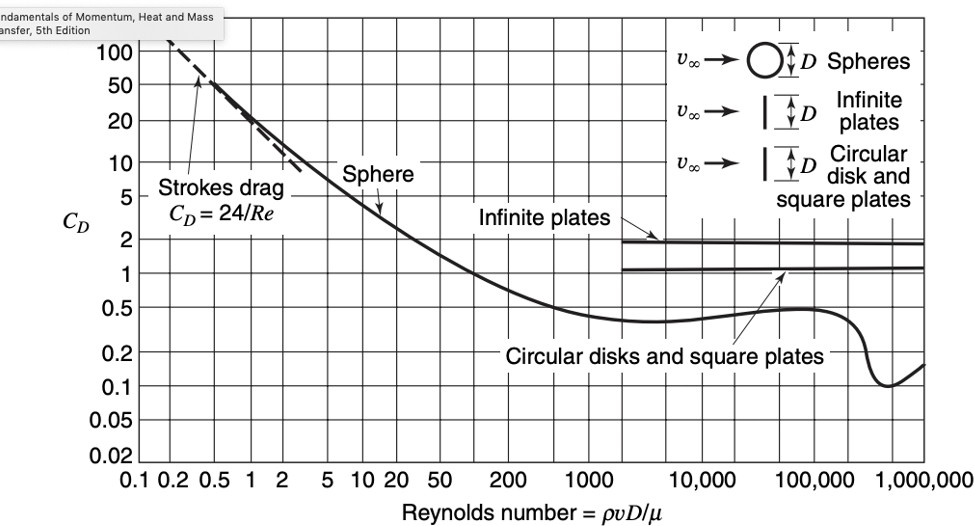 ndamentals of Momentum, Heat and Mass
ansfer, 5th Edition
100
50
20
10
5
2
1
0.5
0.2
0.1
0.05
0.02
C_D
Strokes drag
C_D = 24/Re
Sphere
Infinite plates
Circular disks and square plates
v∞ D Spheres
v∞ D Infinite
plates
v∞ D Circular
disk and
square plates
0.1 0.2 0.5 1 2 5 10 20 50 200 1000 10,000 100,000 1,000,000
Reynolds number = ρvD/μ